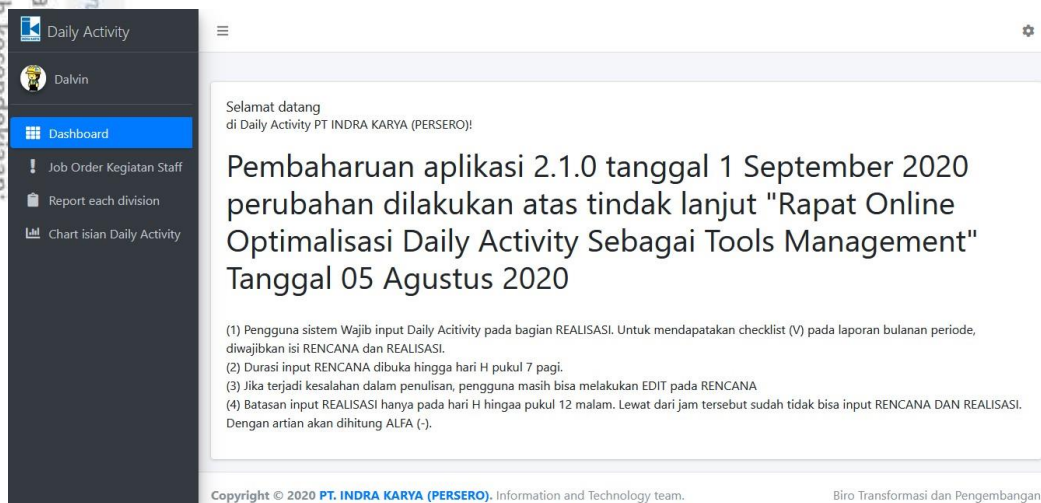 Daily Activity
Dalvin
Dashboard
Job Order Kegiatan Staff
Report each division
Chart isian Daily Activity
Selamat datang
di Daily Activity PT INDRA KARYA (PERSERO)!
Pembaharuan aplikasi 2.1.0 tanggal 1 September 2020
perubahan dilakukan atas tindak lanjut "Rapat Online
Optimalisasi Daily Activity Sebagai Tools Management"
Tanggal 05 Agustus 2020
(1) Pengguna sistem Wajib input Daily Acitivity pada bagian REALISASI. Untuk mendapatakan checklist (V) pada laporan bulanan periode,
diwajibkan isi RENCANA dan REALISASI.
(2) Durasi input RENCANA dibuka hingga hari H pukul 7 pagi.
(3) Jika terjadi kesalahan dalam penulisan, pengguna masih bisa melakukan EDIT pada RENCANA
(4) Batasan input REALISASI hanya pada hari H hingaa pukul 12 malam. Lewat dari jam tersebut sudah tidak bisa input RENCANA DAN REALISASI.
Dengan artian akan dihitung ALFA (-).
Copyright © 2020 PT. INDRA KARYA (PERSERO). Information and Technology team.
Biro Transformasi dan Pengembangan